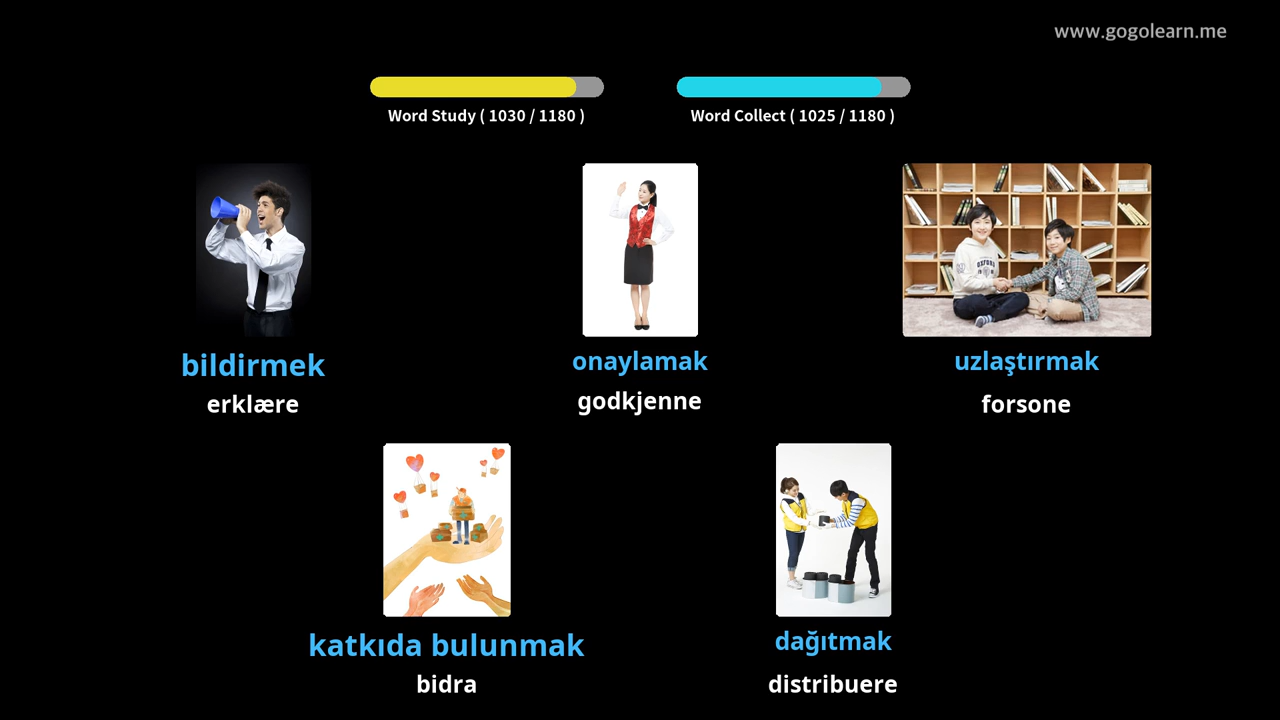 www.gogolearn.me
Word Study ( 1030 / 1180 )
Word Collect ( 1025 / 1180 )
bildirmek
erklære
onaylamak
godkjenne
OXFORD
uzlaştırmak
forsone
katkıda bulunmak
bidra
dağıtmak
distribuere